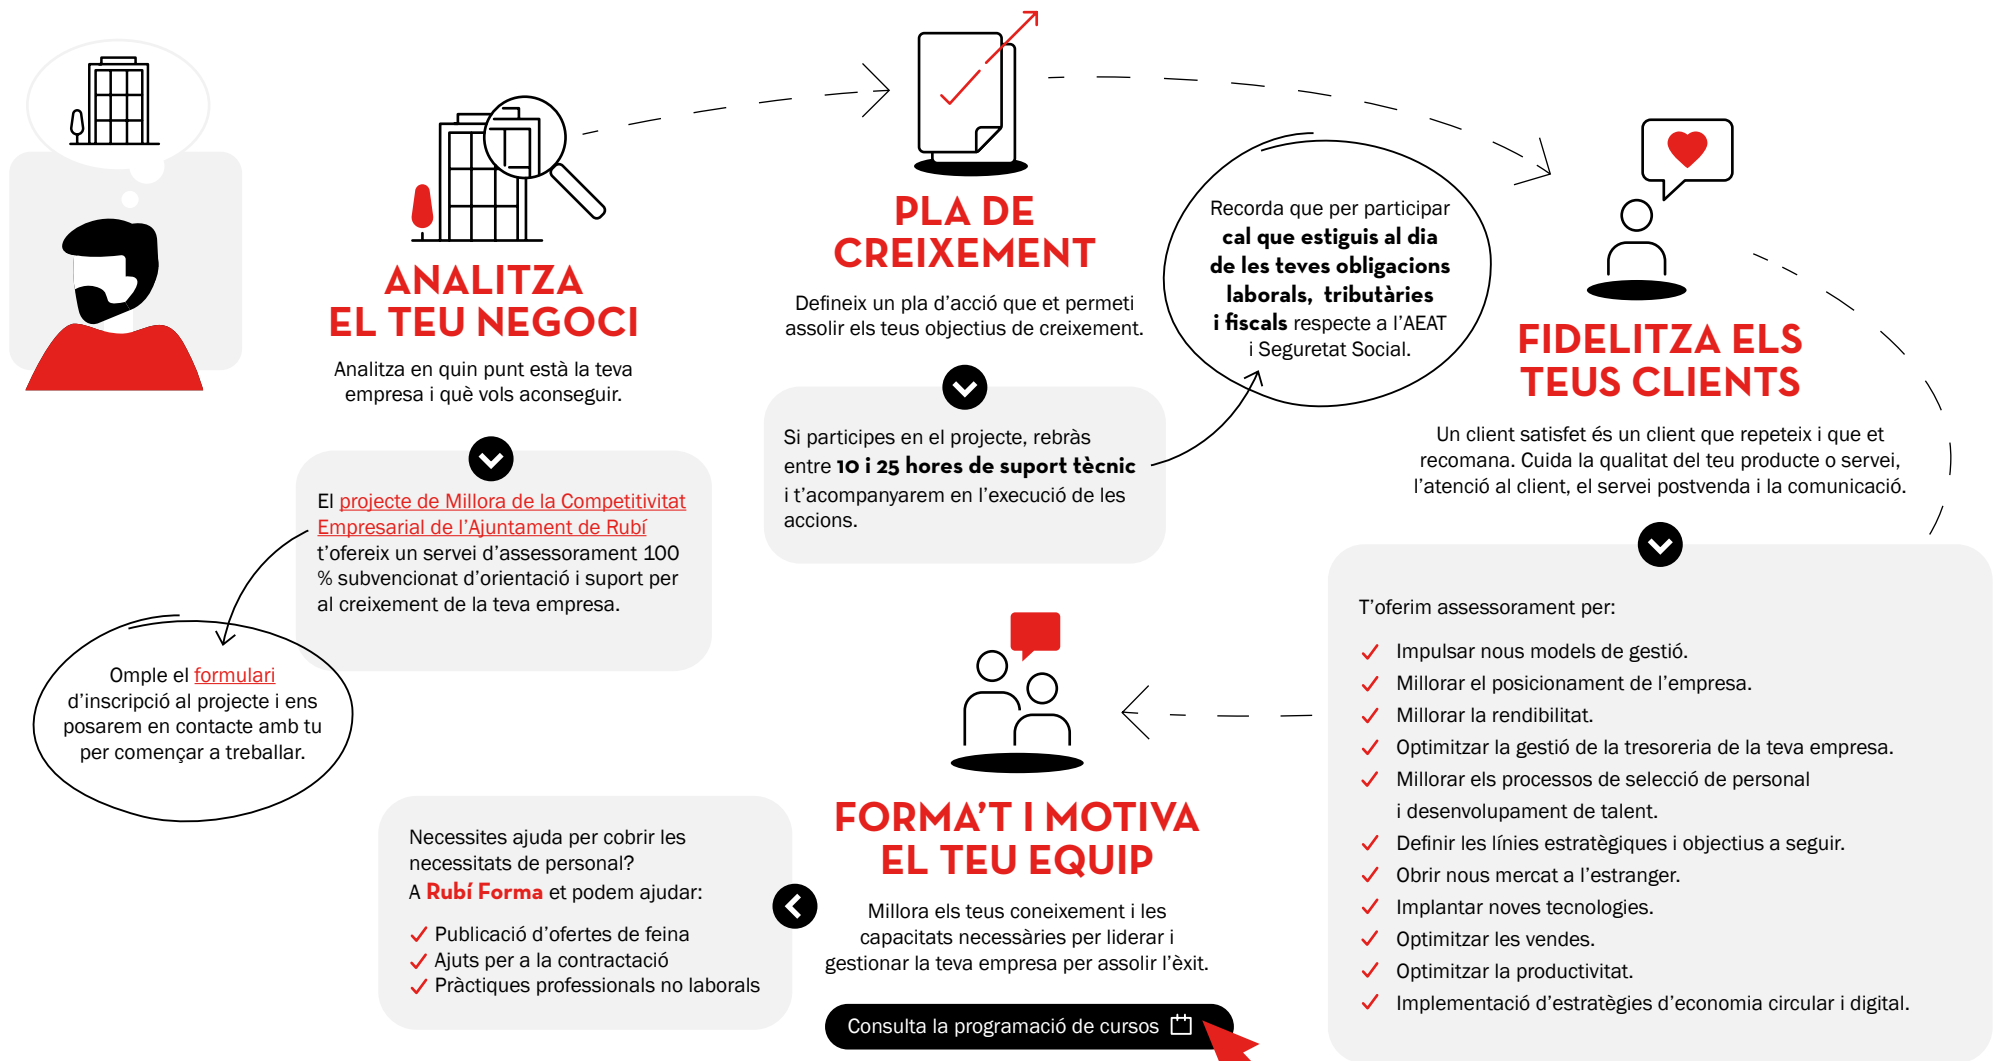 ANALITZA
EL TEU NEGOCI
Analitza en quin punt està la teva
empresa i què vols aconseguir.
El projecte de Millora de la Competitivitat
Empresarial de l'Ajuntament de Rubí
t'ofereix un servei d'assessorament 100
% subvencionat d'orientació i suport per
al creixement de la teva empresa.
Omple el formulari
d'inscripció al projecte i ens
posarem en contacte amb tu
per començar a treballar.
PLA DE
CREIXEMENT
Defineix un pla d'acció que et permeti
assolir els teus objectius de creixement.
Si participes en el projecte, rebràs
entre 10 i 25 hores de suport tècnic
i t'acompanyarem en l'execució de les
accions.
Recorda que per participar
cal que estiguis al dia
de les teves obligacions
laborals, tributàries
i fiscals respecte a l'AEAT
i Seguretat Social.
FIDELITZA ELS
TEUS CLIENTS
Un client satisfet és un client que repeteix i que et
recomana. Cuida la qualitat del teu producte o servei,
l'atenció al client, el servei postvenda i la comunicació.
T'oferim assessorament per:
Impulsar nous models de gestió.
Millorar el posicionament de l'empresa.
Millorar la rendibilitat.
Optimitzar la gestió de la tresoreria de la teva empresa.
Millorar els processos de selecció de personal
i desenvolupament de talent.
Definir les línies estratègiques i objectius a seguir.
Obrir nous mercat a l'estranger.
Implantar noves tecnologies.
Optimitzar les vendes.
Optimitzar la productivitat.
Implementació d'estratègies d'economia circular i digital.
FORMA'T I MOTIVA
EL TEU EQUIP
Millora els teus coneixement i les
capacitats necessàries per liderar i
gestionar la teva empresa per assolir l'èxit.
Consulta la programació de cursos
Necessites ajuda per cobrir les
necessitats de personal?
A Rubí Forma et podem ajudar:
Publicació d'ofertes de feina
Ajuts per a la contractació
Pràctiques professionals no laborals